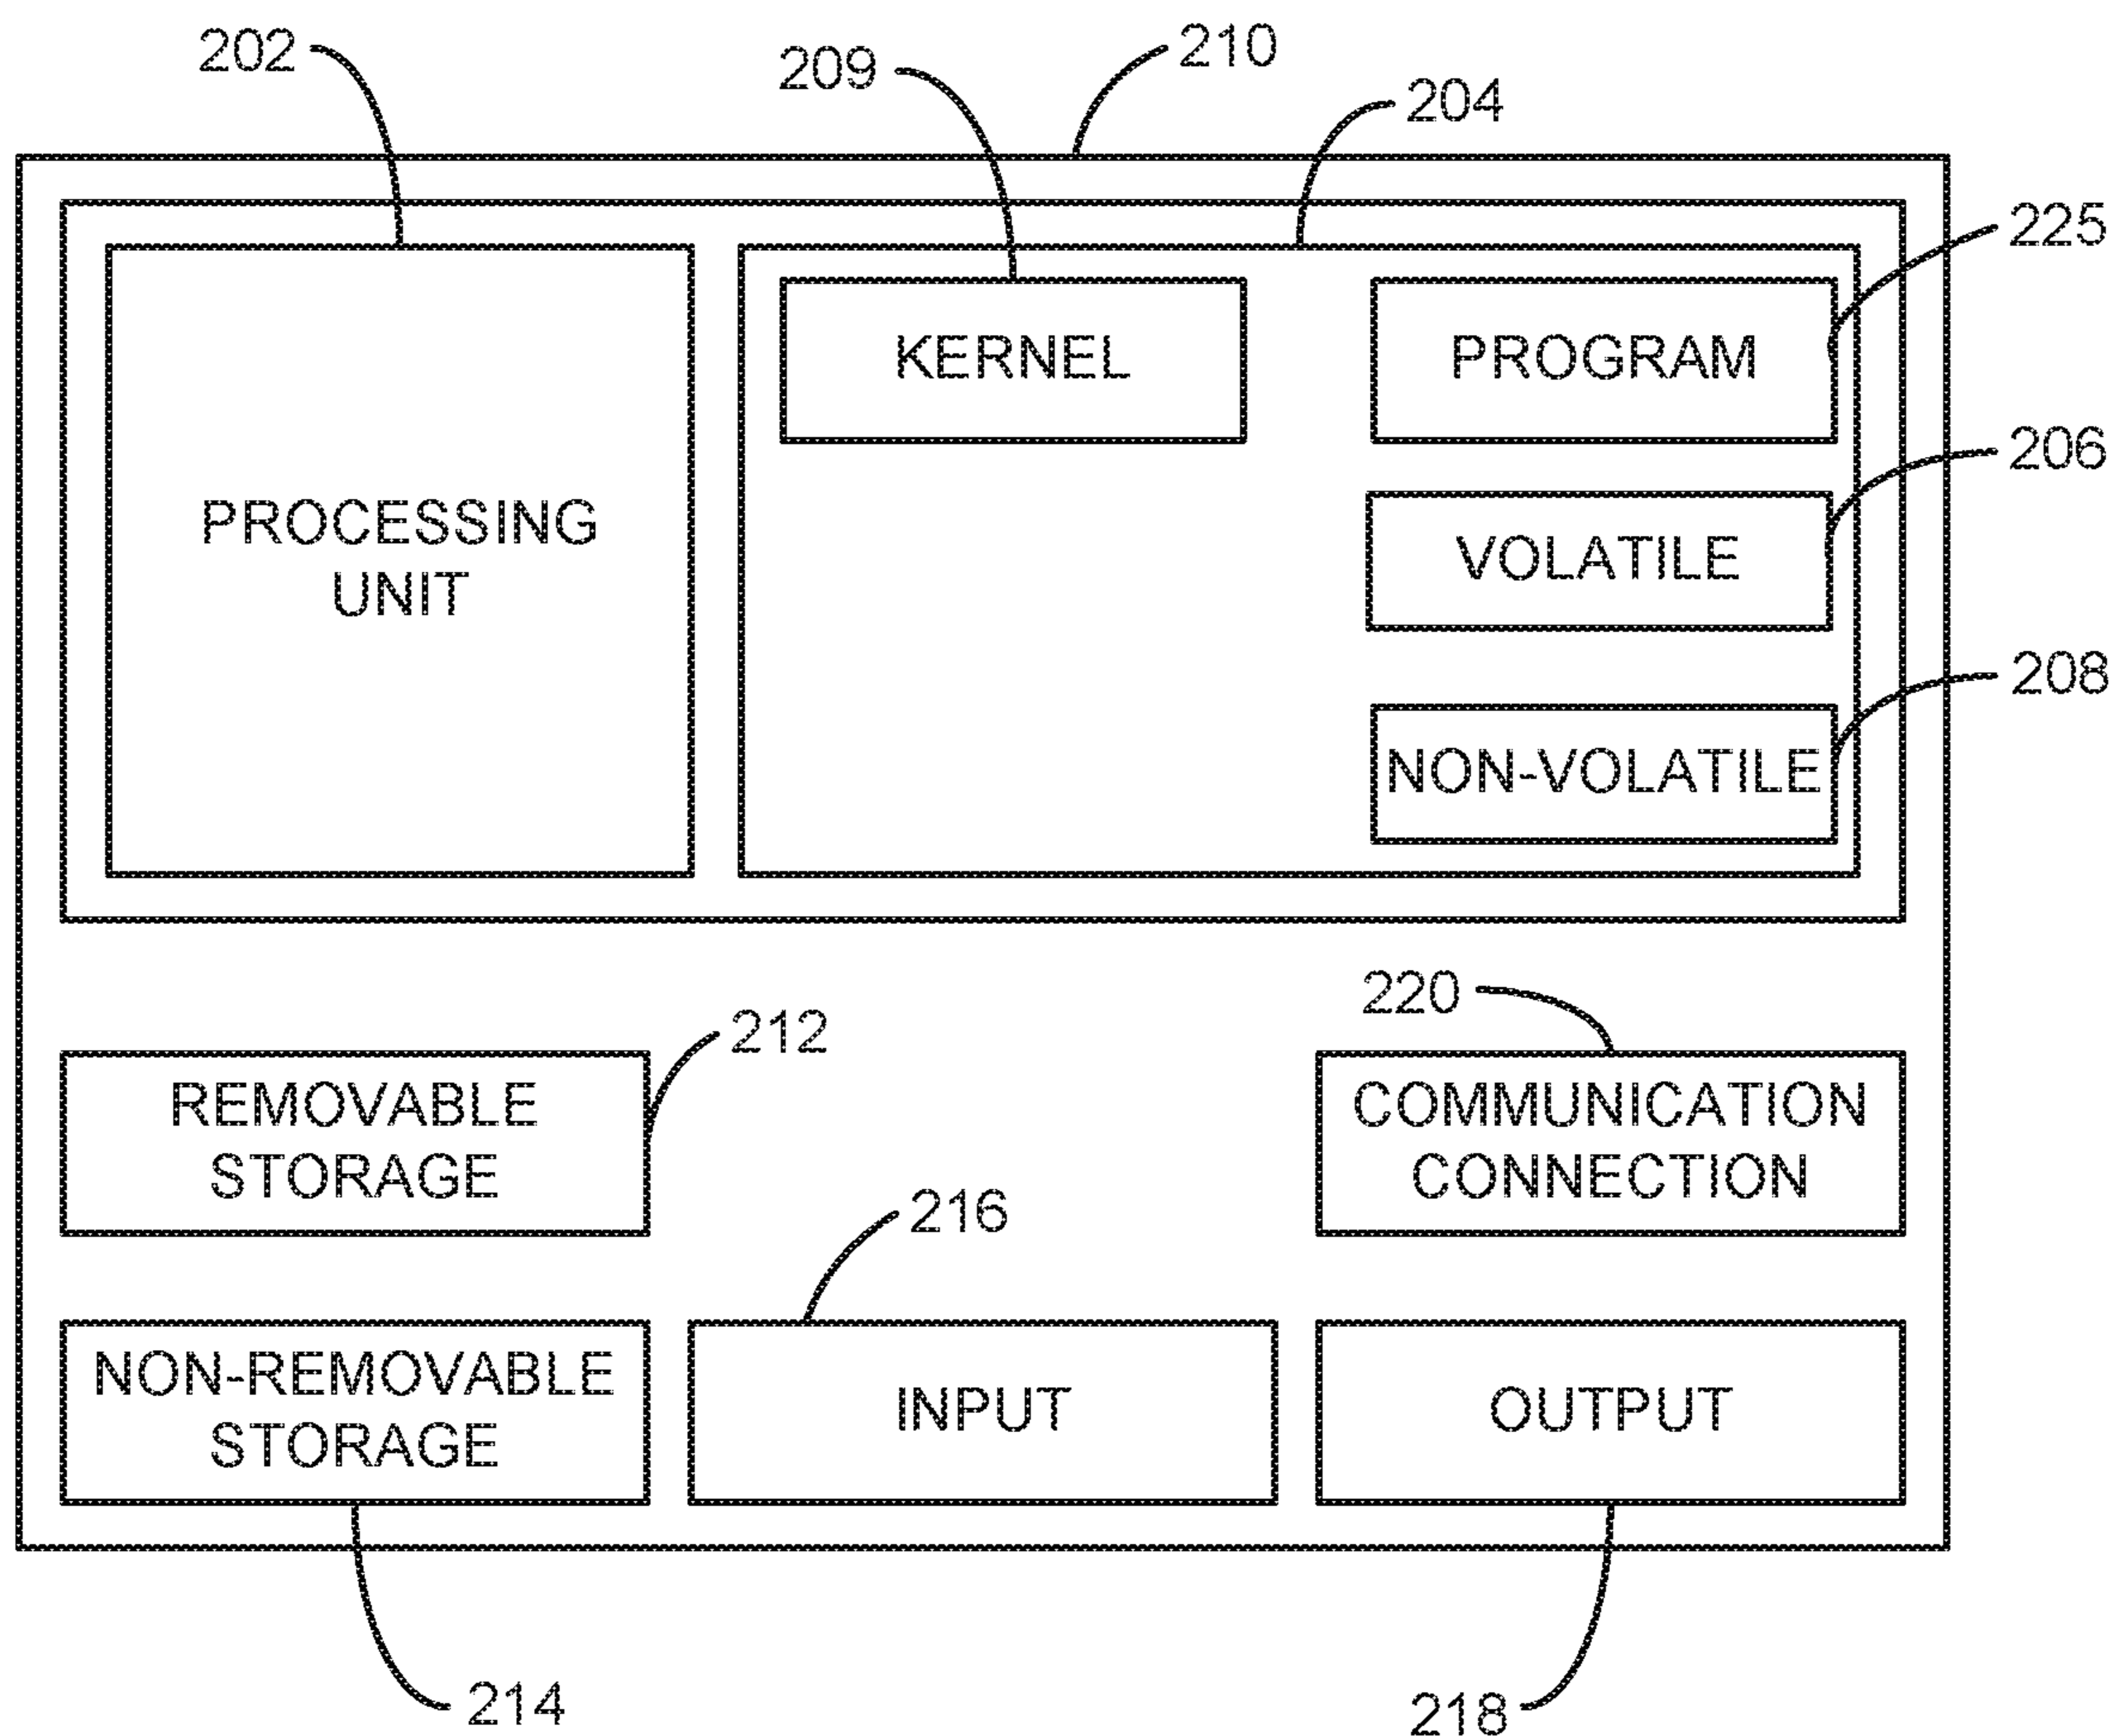 202
209
210
204
225
KERNEL
PROGRAM
206
PROCESSING
UNIT
VOLATILE
208
NON-VOLATILE
212
220
REMOVABLE
STORAGE
COMMUNICATION
CONNECTION
216
NON-REMOVABLE
STORAGE
INPUT
OUTPUT
214
218